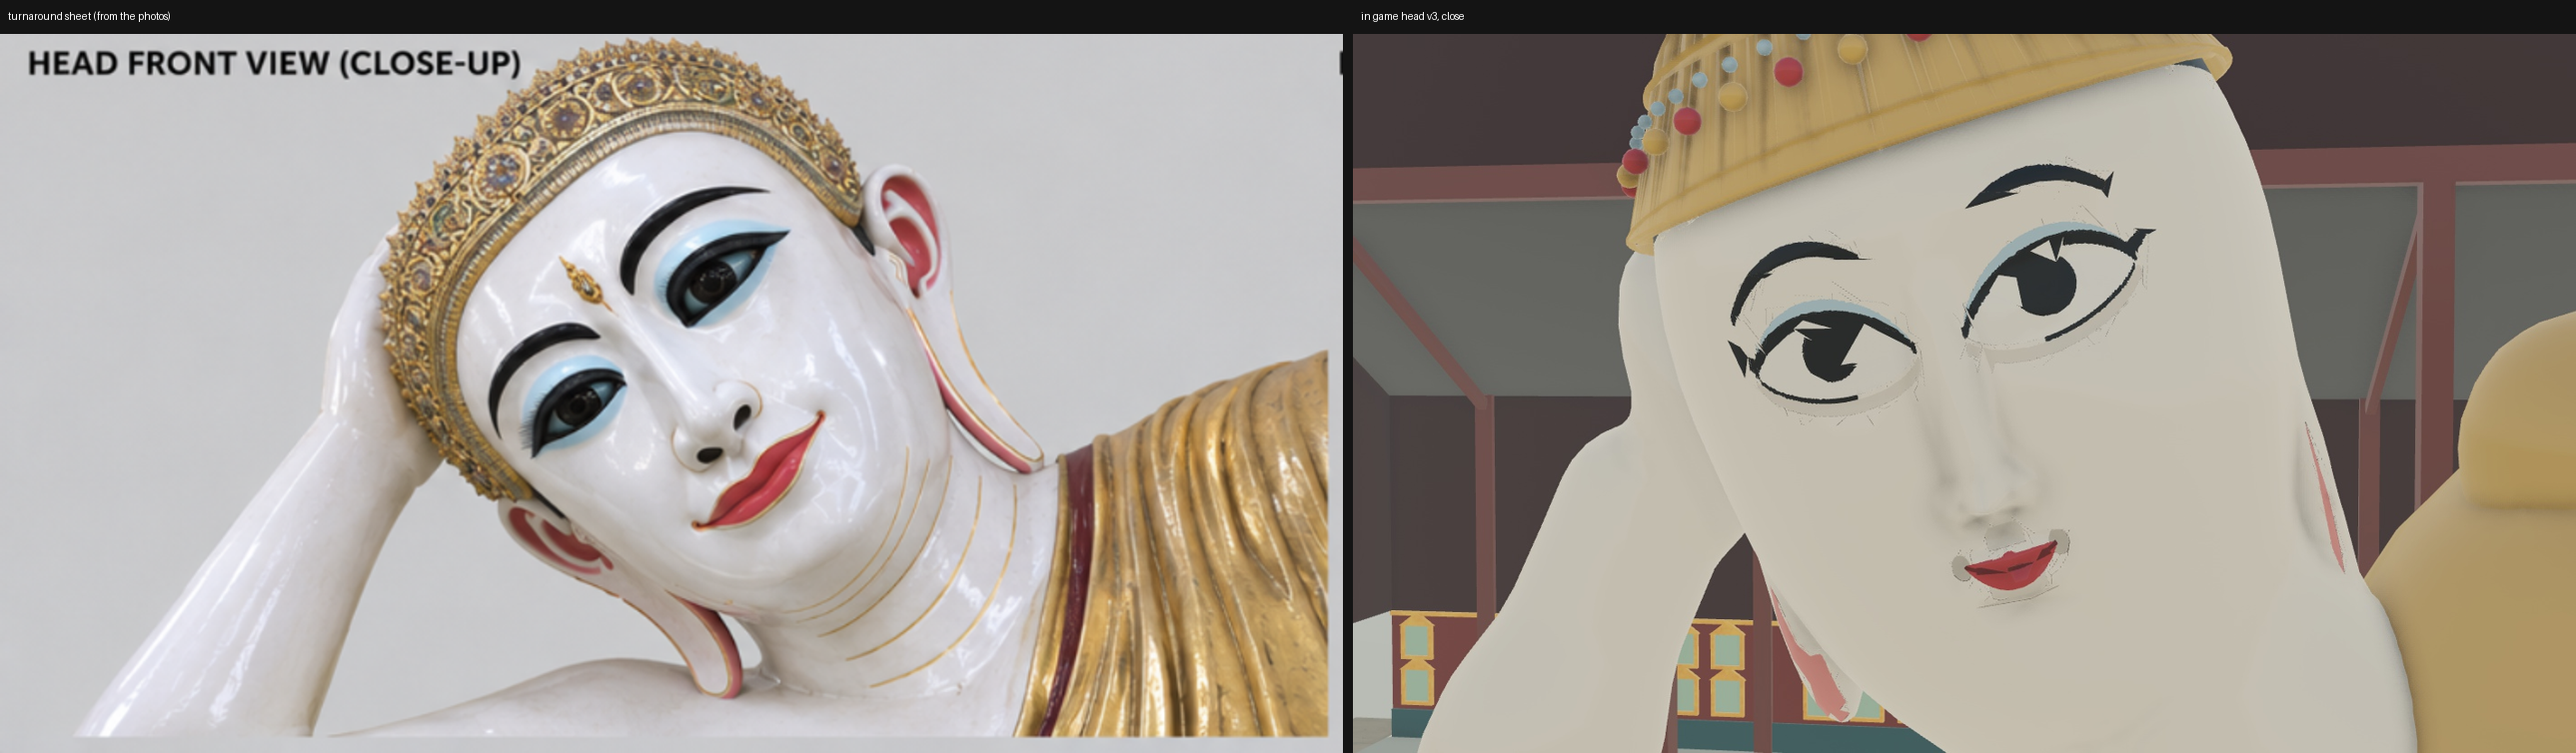 turnaround sheet (from the photos)
in game head v3, close
HEAD FRONT VIEW (CLOSE-UP)